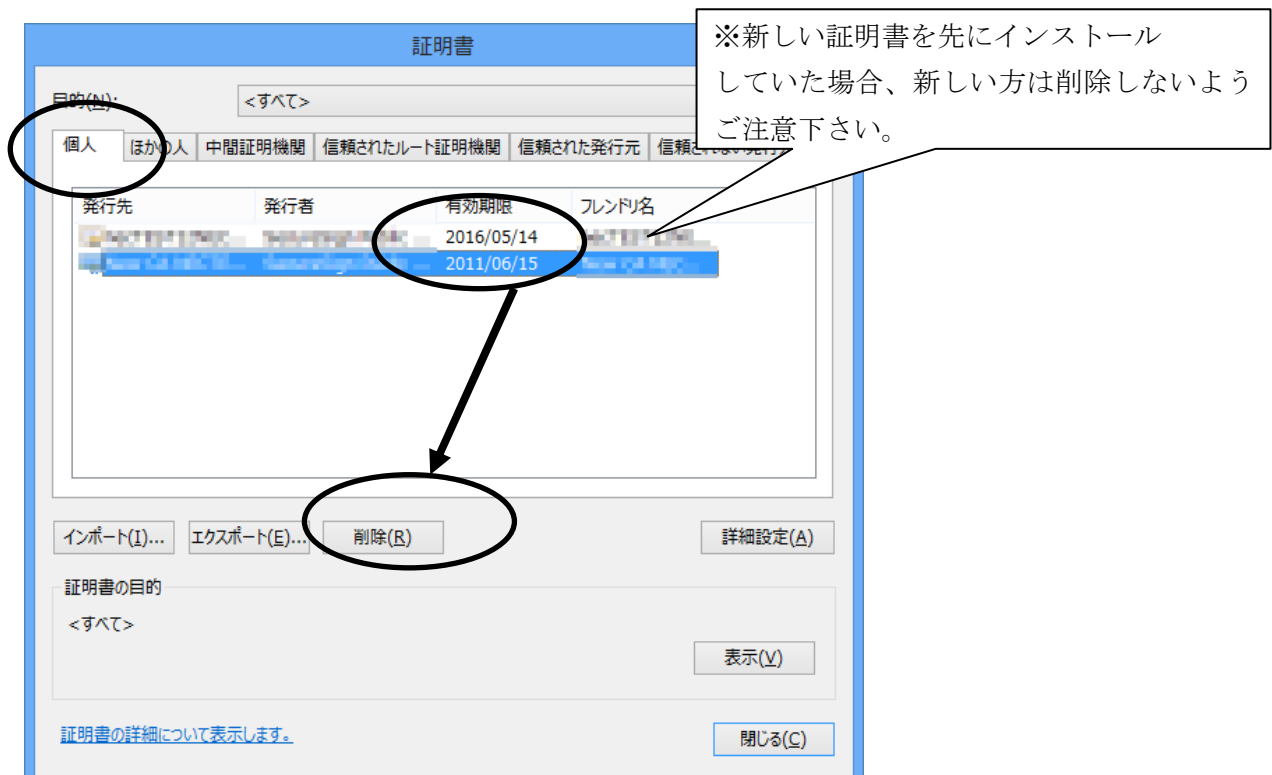 証明書
※新しい証明書を先にインストール
していた場合、新しい方は削除しないよう
ご注意下さい。
目的(N):
<すべて>
個人 ほかの人 中間証明機関 信頼されたルート証明機関 信頼された発行元
発行先 発行者 有効期限 フレンドリ名
2016/05/14
2011/06/15
インポート(I)... エクスポート(E)... 削除(R) 詳細設定(A)
証明書の目的
<すべて>
表示(V)
証明書の詳細について表示します。
閉じる(C)